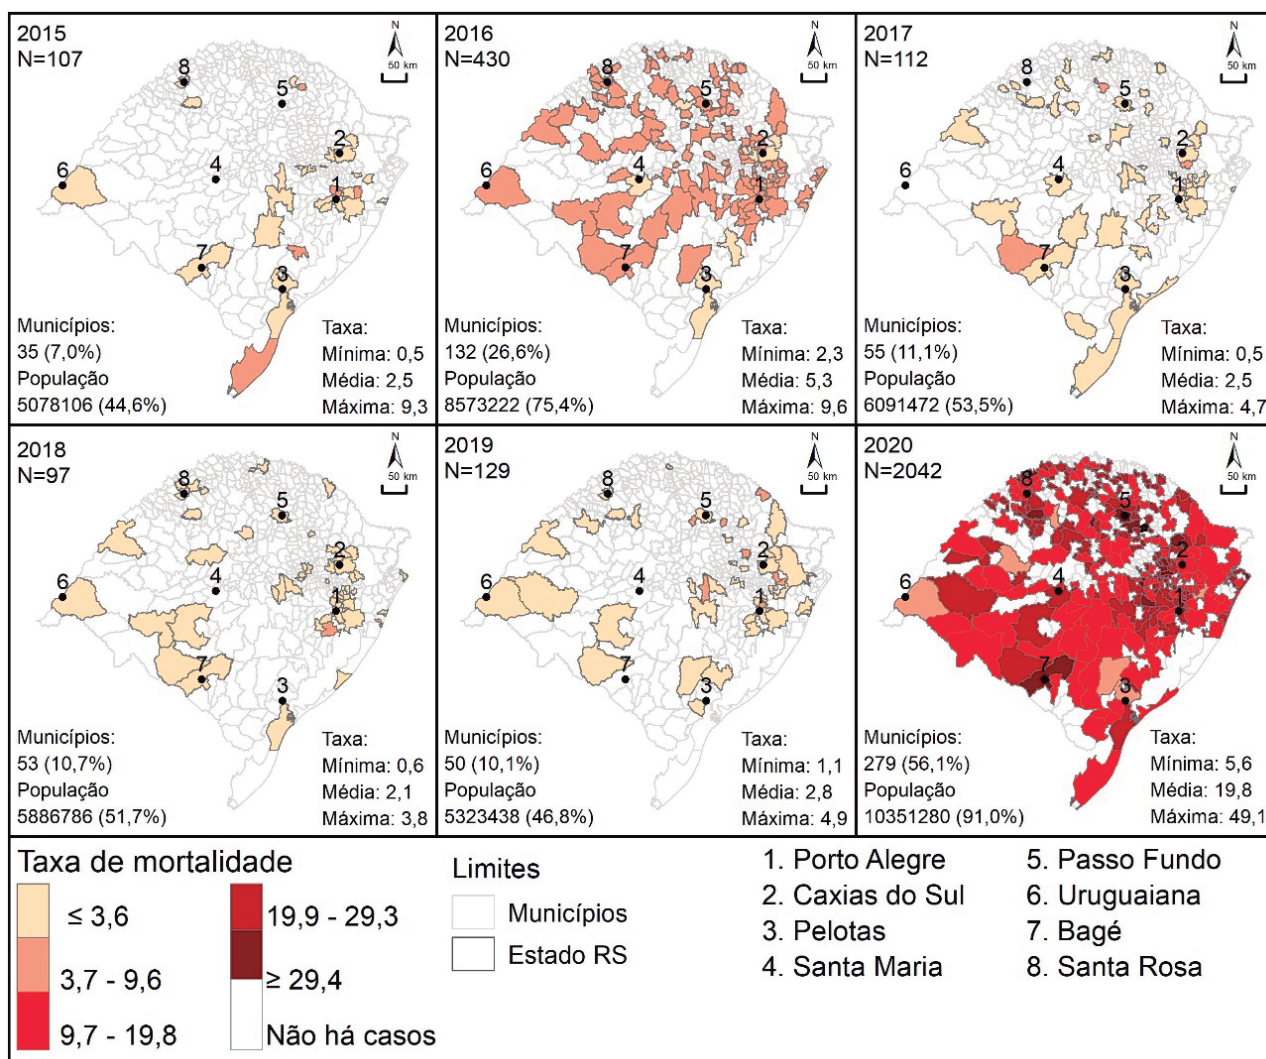 2015
N=107
N
50 km
8
5
2
6
4
1
7
3
Municípios:
35 (7,0%)
População
5078106 (44,6%)
Taxa:
Mínima: 0,5
Média: 2,5
Máxima: 9,3
2016
N=430
N
50 km
8
5
2
6
4
1
7
3
Municípios:
132 (26,6%)
População
8573222 (75,4%)
Taxa:
Mínima: 2,3
Média: 5,3
Máxima: 9,6
2017
N=112
N
50 km
8
5
2
6
4
1
7
3
Municípios:
55 (11,1%)
População
6091472 (53,5%)
Taxa:
Mínima: 0,5
Média: 2,5
Máxima: 4,7
2018
N=97
N
50 km
8
5
2
6
4
1
7
3
Municípios:
53 (10,7%)
População
5886786 (51,7%)
Taxa:
Mínima: 0,6
Média: 2,1
Máxima: 3,8
2019
N=129
N
50 km
8
5
2
6
4
1
7
3
Municípios:
50 (10,1%)
População
5323438 (46,8%)
Taxa:
Mínima: 1,1
Média: 2,8
Máxima: 4,9
2020
N=2042
N
50 km
8
5
2
6
4
1
7
3
Municípios:
279 (56,1%)
População
10351280 (91,0%)
Taxa:
Mínima: 5,6
Média: 19,8
Máxima: 49,1
Taxa de mortalidade
≤ 3,6
3,7 - 9,6
9,7 - 19,8
19,9 - 29,3
≥ 29,4
Não há casos
Limites
Municípios
Estado RS
1. Porto Alegre
2. Caxias do Sul
3. Pelotas
4. Santa Maria
5. Passo Fundo
6. Uruguaiana
7. Bagé
8. Santa Rosa